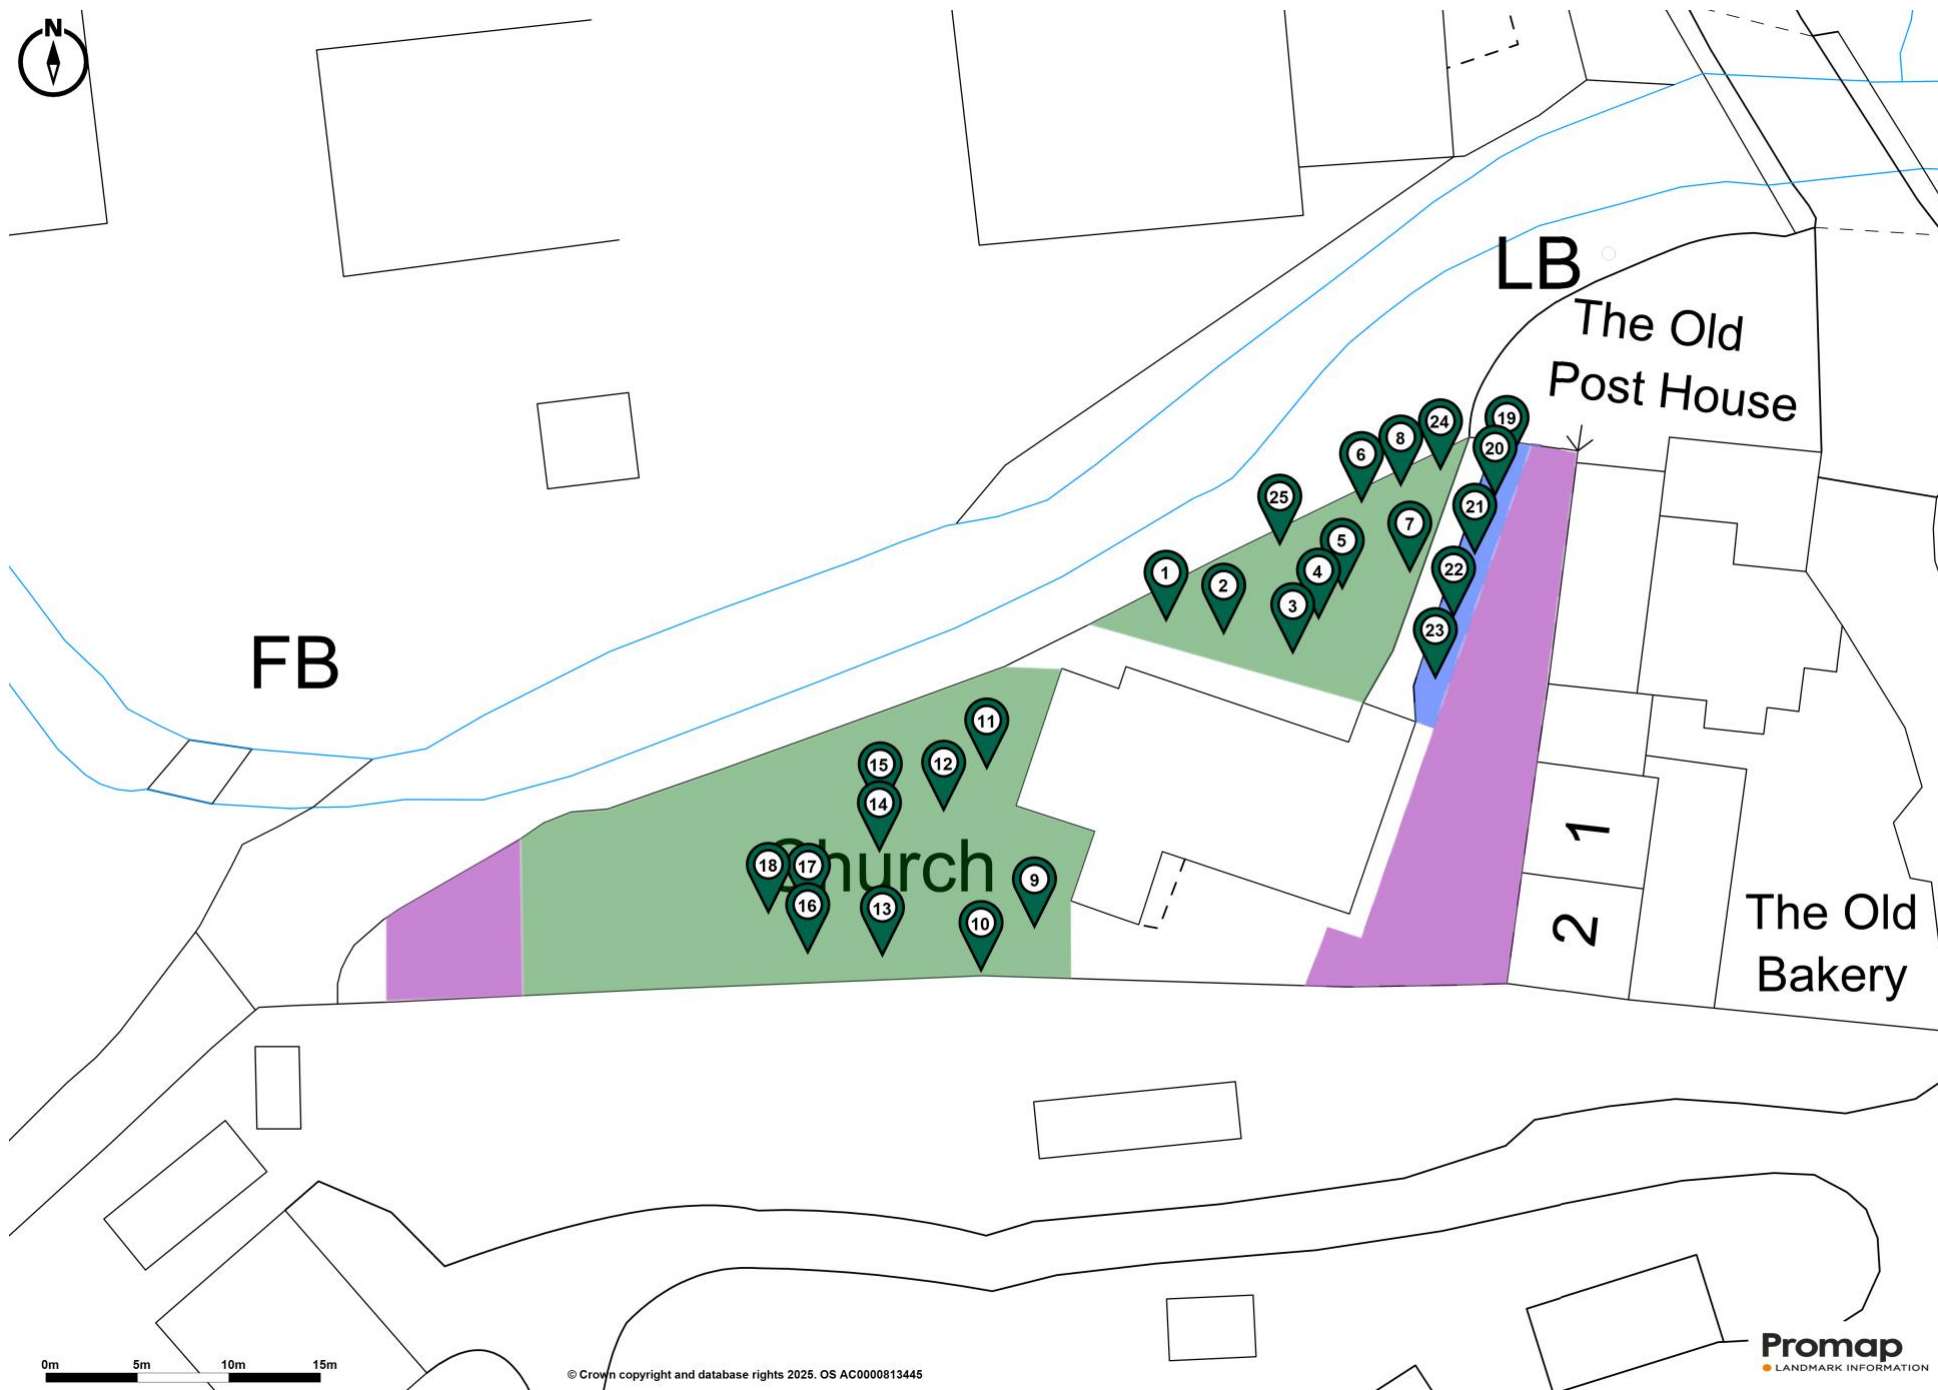 N
LB
The Old
Post House
24
19
8
20
6
25
21
7
5
22
4
1
2
3
23
FB
11
12
15
14
Church
18
17
9
16
13
10
1
2
The Old
Bakery
0m 5m 10m 15m
© Crown copyright and database rights 2025. OS AC0000813445
Promap
LANDMARK INFORMATION